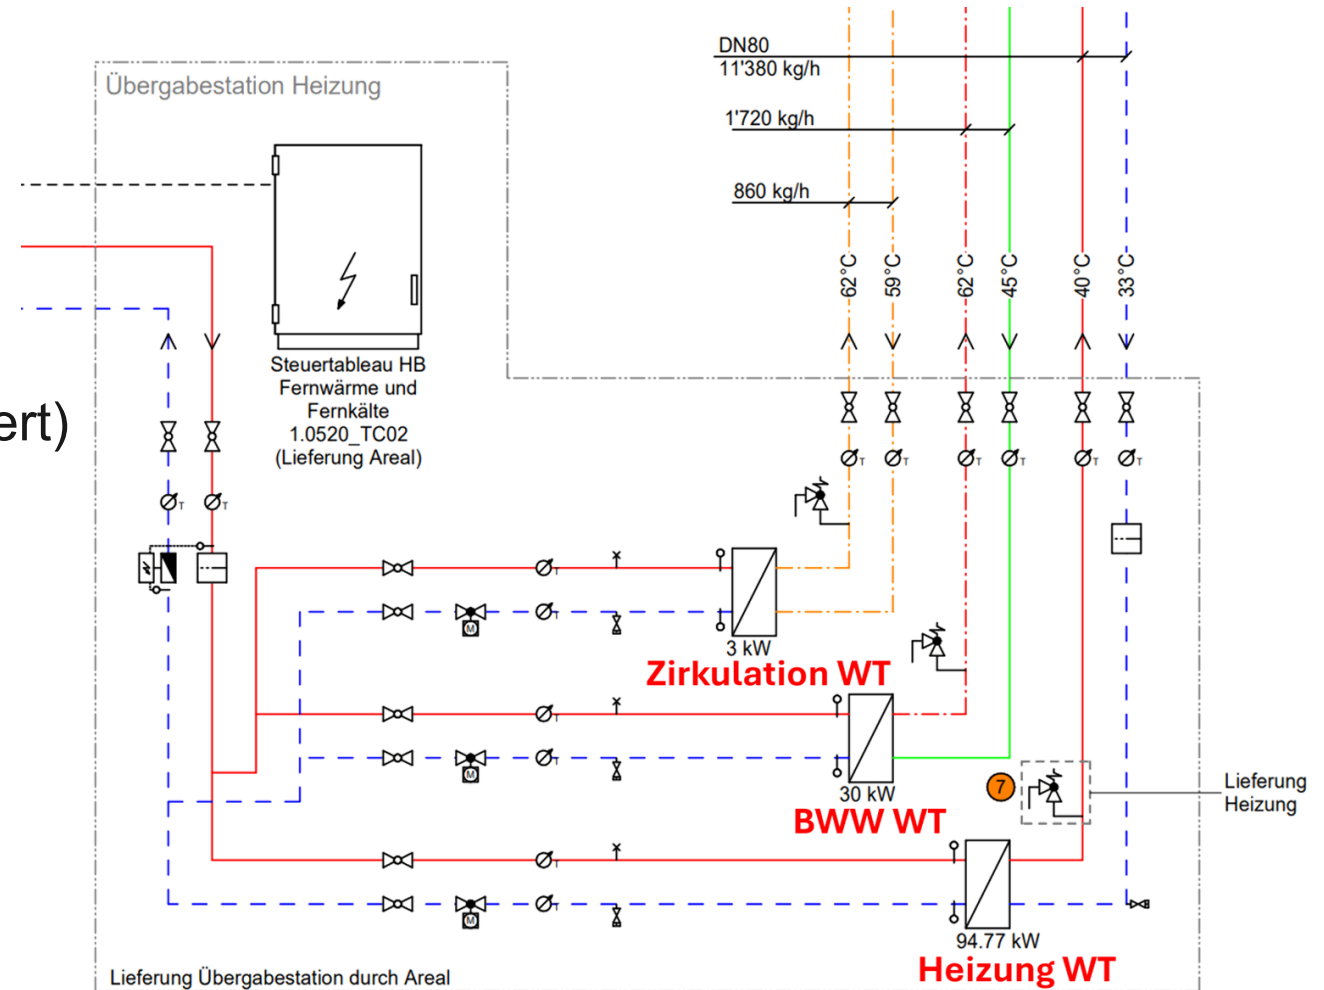 DN80
11'380 kg/h
Übergabestation Heizung
1'720 kg/h
860 kg/h
62°C
59°C
62°C
45°C
40°C
33°C
Steuertableau HB
Fernwärme und
Fernkälte
1.0520_TC02
(Lieferung Areal)
ert)
T
T
T
T
T
T
T
T
T
T
M
3 kW
Zirkulation WT
T
T
M
7
Lieferung
Heizung
30 kW
BWW WT
T
T
M
94.77 kW
Heizung WT
Lieferung Übergabestation durch Areal